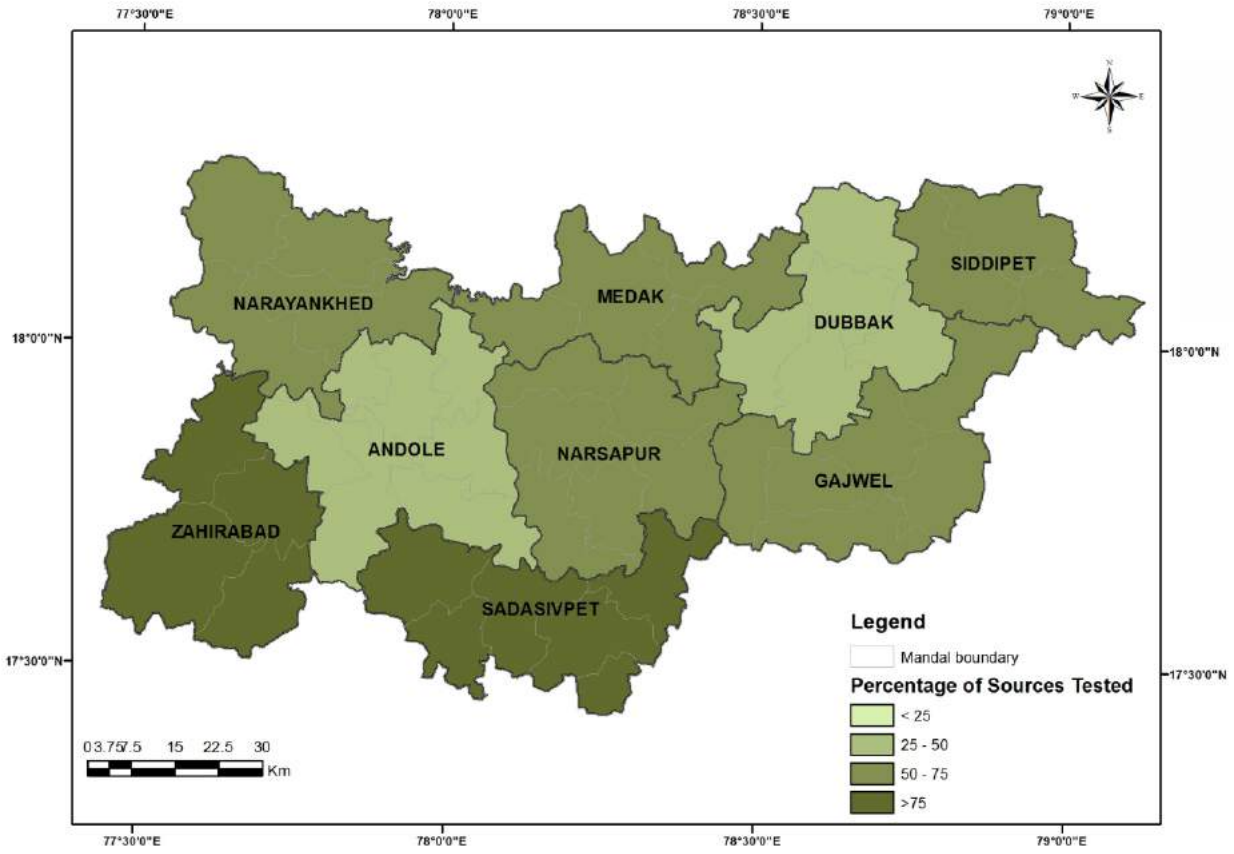 77°30'0"E 78°0'0"E 78°30'0"E 79°0'0"E
N
W E
S
SIDDIPET
NARAYANKHED
MEDAK
DUBBAK
18°0'0"N
18°0'0"N
ANDOLE
NARSAPUR
GAJWEL
ZAHIRABAD
SADASIVPET
17°30'0"N
17°30'0"N
Legend
Mandal boundary
Percentage of Sources Tested
< 25
25 - 50
50 - 75
>75
0 3.75 7.5 15 22.5 30
Km
77°30'0"E 78°0'0"E 78°30'0"E 79°0'0"E